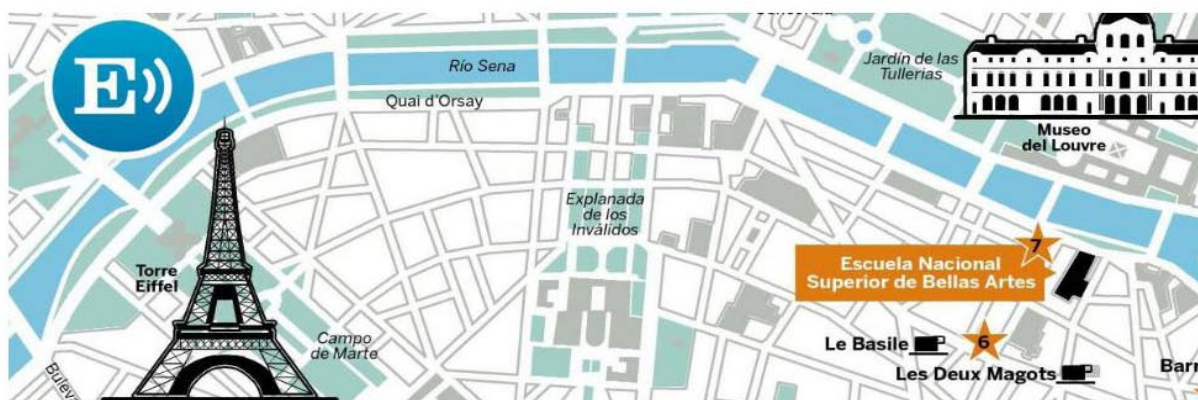 E
Río Sena
Quai d'Orsay
Jardín de las
Tullerias
Museo
del Louvre
Explanada
de los
Inválidos
Torre
Eiffel
7
Escuela Nacional
Superior de Bellas Artes
Campo
de Marte
Le Basile
6
Les Deux Magots